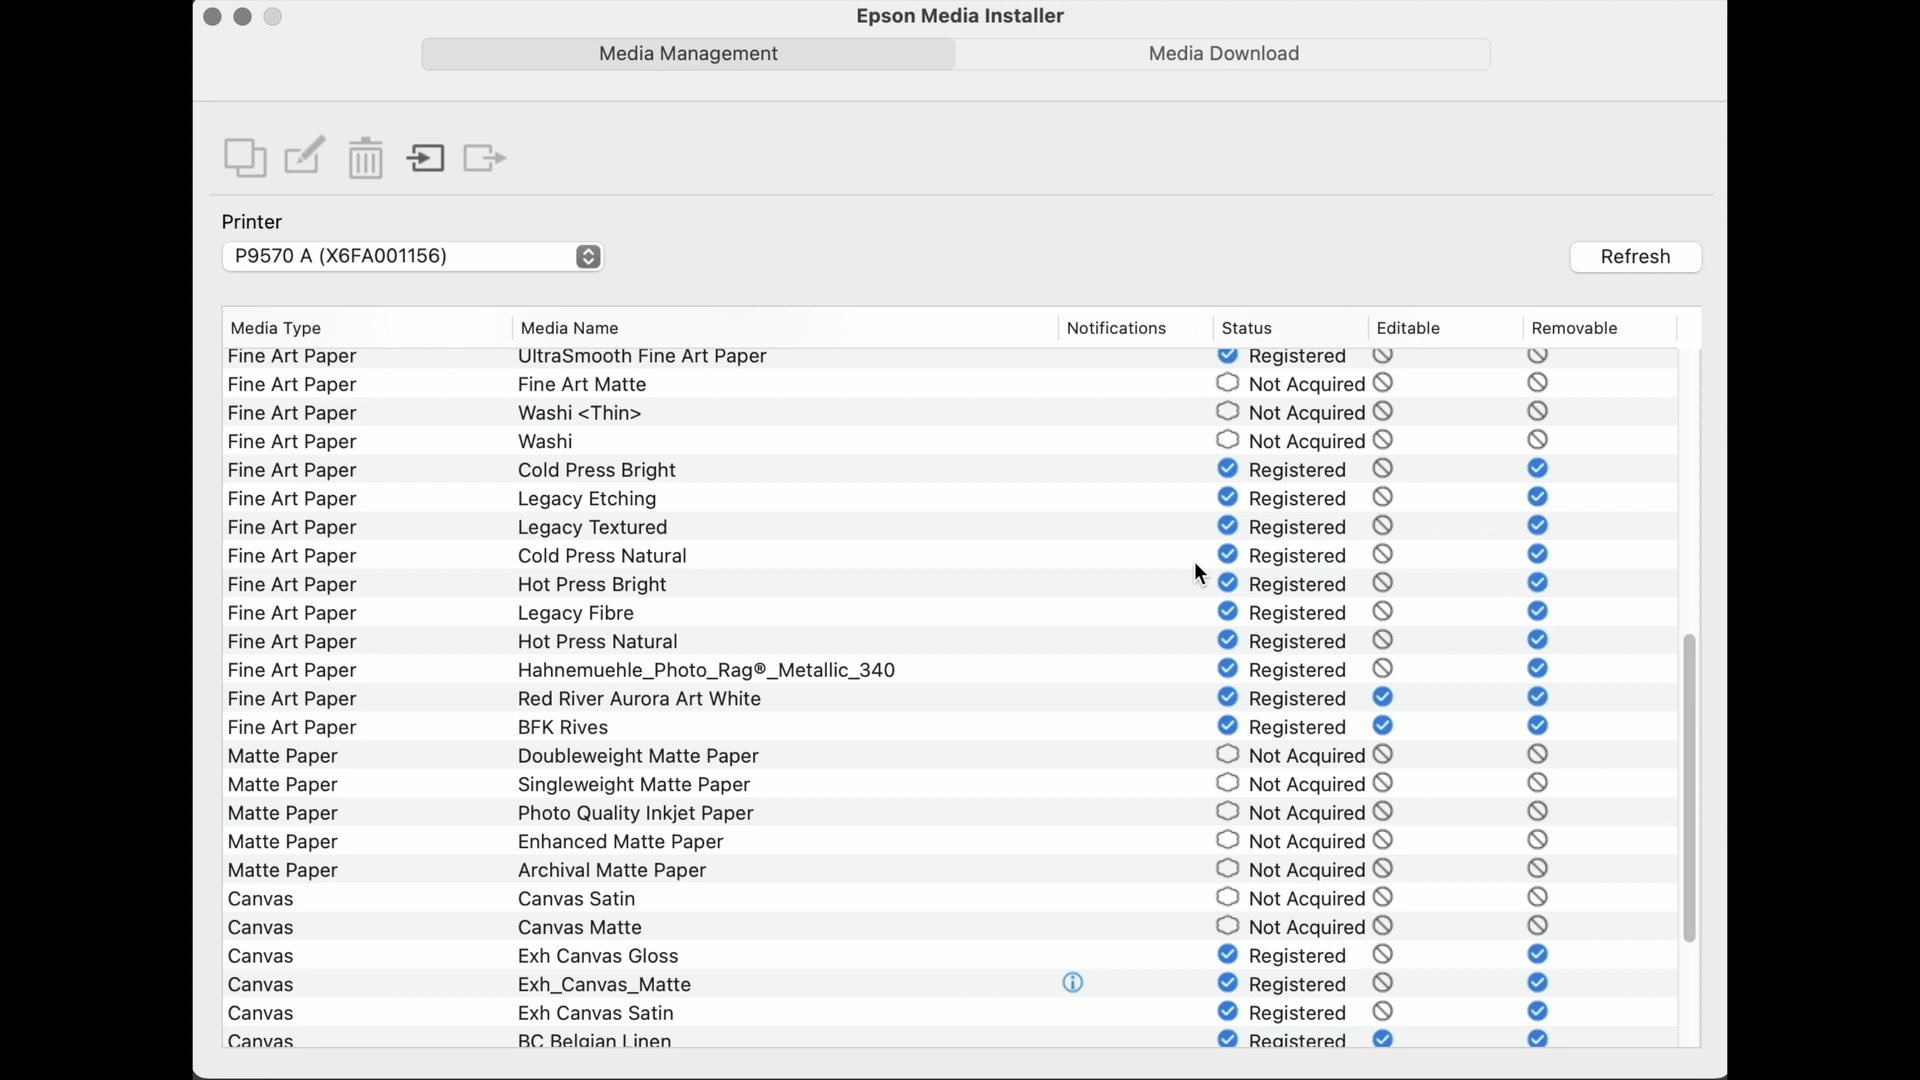 Epson Media Installer
Media Management Media Download
Printer
P9570 A (X6FA001156) Refresh
Media Type Media Name Notifications Status Editable Removable
Fine Art Paper UltraSmooth Fine Art Paper Registered
Fine Art Paper Fine Art Matte Not Acquired
Fine Art Paper Washi <Thin> Not Acquired
Fine Art Paper Washi Not Acquired
Fine Art Paper Cold Press Bright Registered
Fine Art Paper Legacy Etching Registered
Fine Art Paper Legacy Textured Registered
Fine Art Paper Cold Press Natural Registered
Fine Art Paper Hot Press Bright Registered
Fine Art Paper Legacy Fibre Registered
Fine Art Paper Hot Press Natural Registered
Fine Art Paper Hahnemuehle_Photo_Rag®_Metallic_340 Registered
Fine Art Paper Red River Aurora Art White Registered
Fine Art Paper BFK Rives Registered
Matte Paper Doubleweight Matte Paper Not Acquired
Matte Paper Singleweight Matte Paper Not Acquired
Matte Paper Photo Quality Inkjet Paper Not Acquired
Matte Paper Enhanced Matte Paper Not Acquired
Matte Paper Archival Matte Paper Not Acquired
Canvas Canvas Satin Not Acquired
Canvas Canvas Matte Not Acquired
Canvas Exh Canvas Gloss Registered
Canvas Exh_Canvas_Matte Registered
Canvas Exh Canvas Satin Registered
Canvas BC Belgian Linen Registered